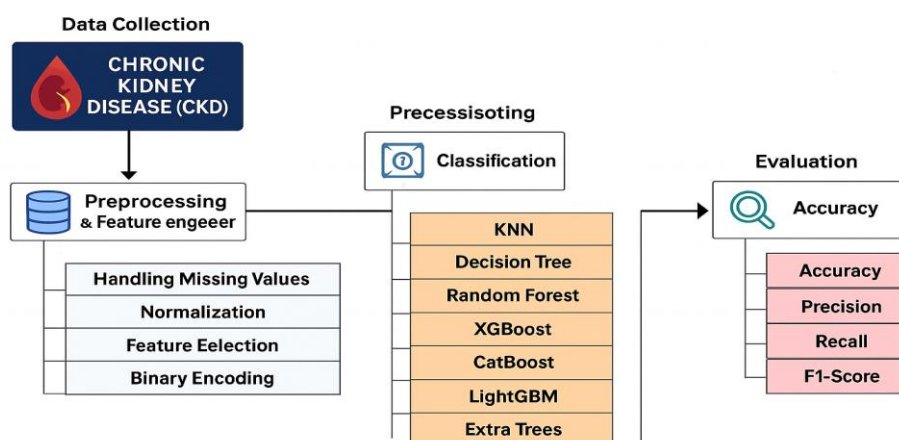 Data Collection
CHRONIC
KIDNEY
DISEASE (CKD)
Preprocessing
& Feature engeeer
Handling Missing Values
Normalization
Feature Eelection
Binary Encoding
Precessisoting
Classification
KNN
Decision Tree
Random Forest
XGBoost
CatBoost
LightGBM
Extra Trees
Evaluation
Accuracy
Accuracy
Precision
Recall
F1-Score